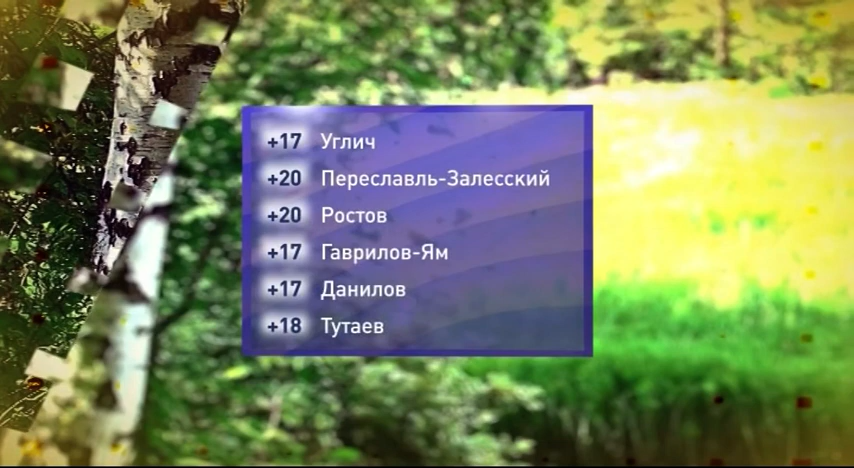 +17 Углич
+20 Переславль-Залесский
+20 Ростов
+17 Гаврилов-Ям
+17 Данилов
+18 Тутаев